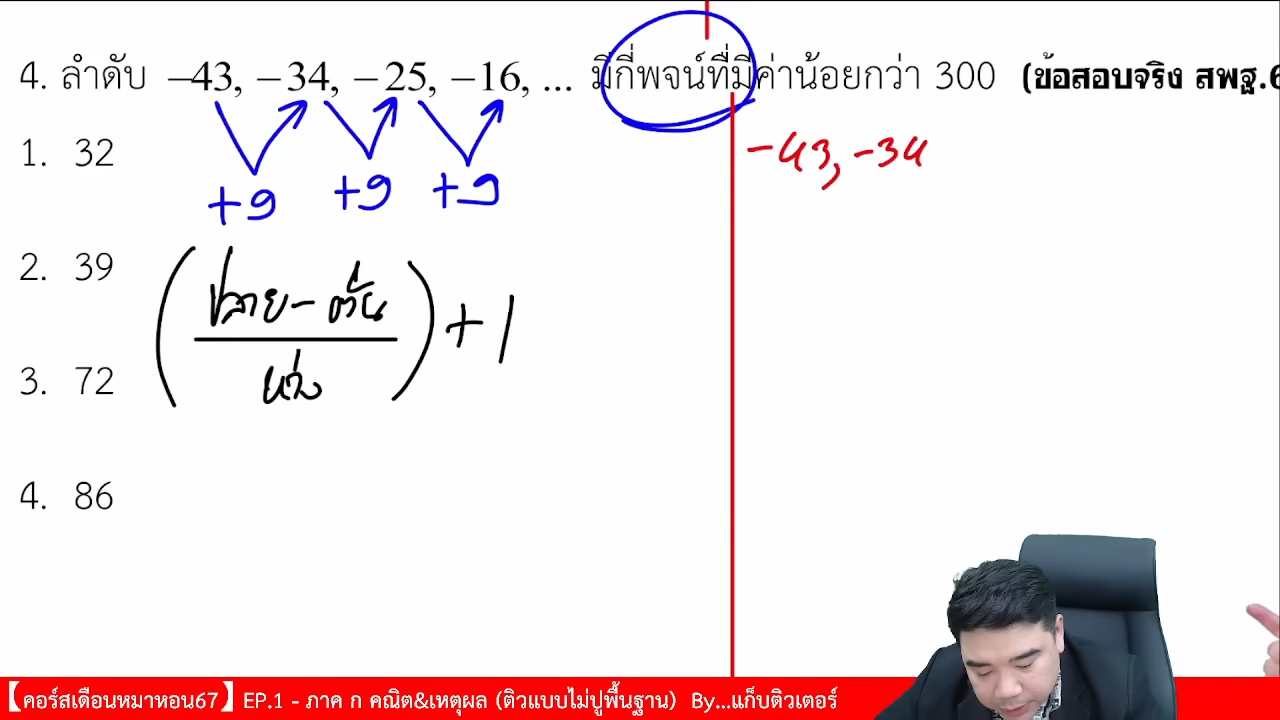 4. ลำดับ −43, −34, −25, −16, ... มีกี่พจน์ที่มีค่าน้อยกว่า 300 (ข้อสอบจริง สพฐ.6
1. 32
-43, -34
+9 +9 +9
2. 39
(ปลาย - ต้น
ห่าง) + 1
3. 72
4. 86
【คอร์สเดือนหมาหอน67】 EP.1 - ภาค ก คณิต&เหตุผล (ติวแบบไม่ปูพื้นฐาน) By...แก็บติวเตอร์